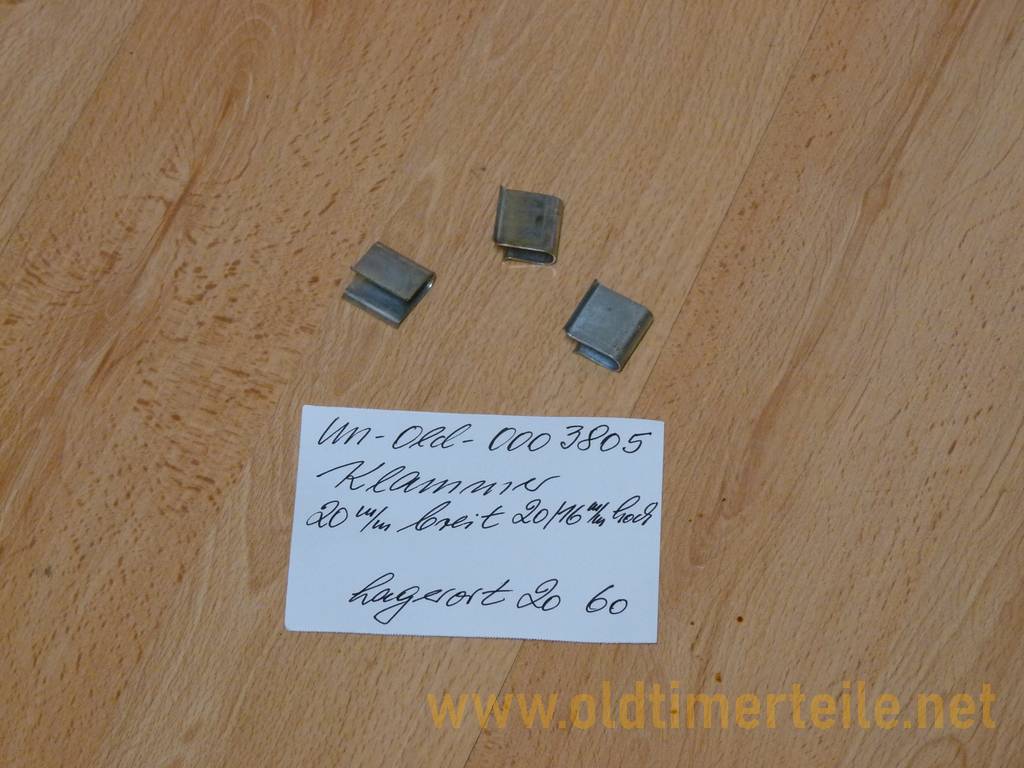 Un-Old-0003805
Klammer
20 m/m breit 20/16 m/m hoch
Lagerort 20 60
www.oldtimerteile.net